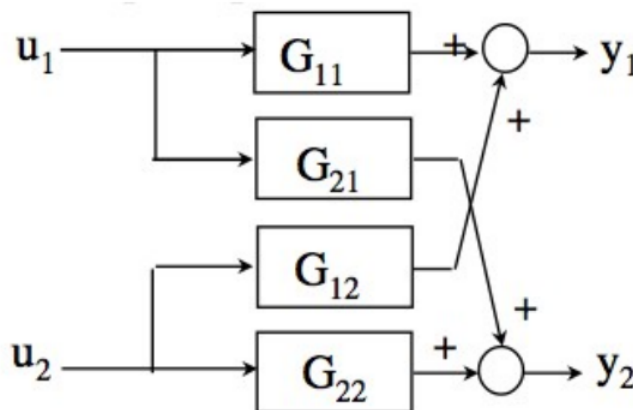 u₁ G₁₁ + y₁
+
G₂₁
G₁₂
+
u₂ G₂₂ + y₂